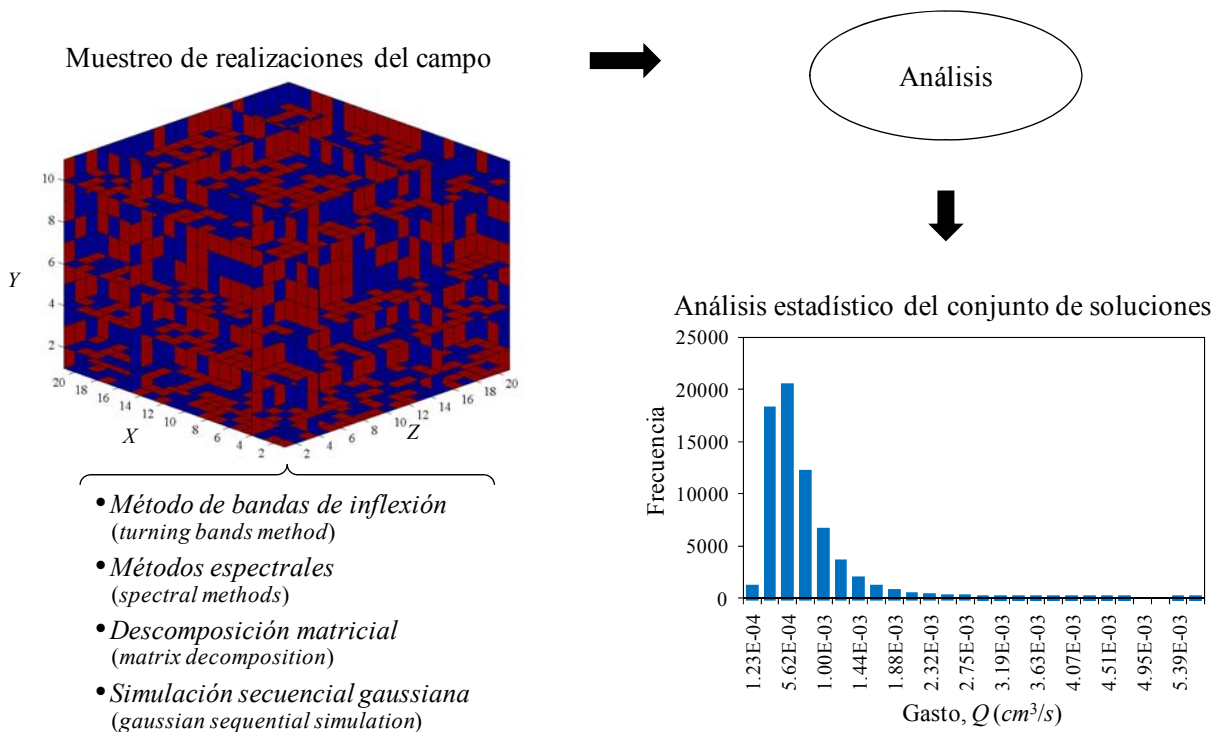 Muestreo de realizaciones del campo
Análisis
10
8
6
4
2
Y
20
18
16
14
12
10
8
6
4
2
X
2
4
6
8
10
12
14
16
18
20
Z
• Método de bandas de inflexión
(turning bands method)
• Métodos espectrales
(spectral methods)
• Descomposición matricial
(matrix decomposition)
• Simulación secuencial gaussiana
(gaussian sequential simulation)
Análisis estadístico del conjunto de soluciones
25000
20000
15000
10000
5000
0
Frecuencia
1.23E-04
5.62E-04
1.00E-03
1.44E-03
1.88E-03
2.32E-03
2.75E-03
3.19E-03
3.63E-03
4.07E-03
4.51E-03
4.95E-03
5.39E-03
Gasto, Q (cm³/s)